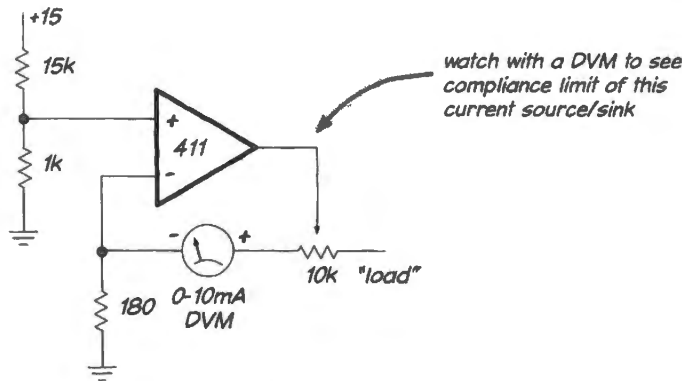 +15
15k
1k
+
411
-
watch with a DVM to see
compliance limit of this
current source/sink
- +
180
0-10mA
DVM
10k
"load"